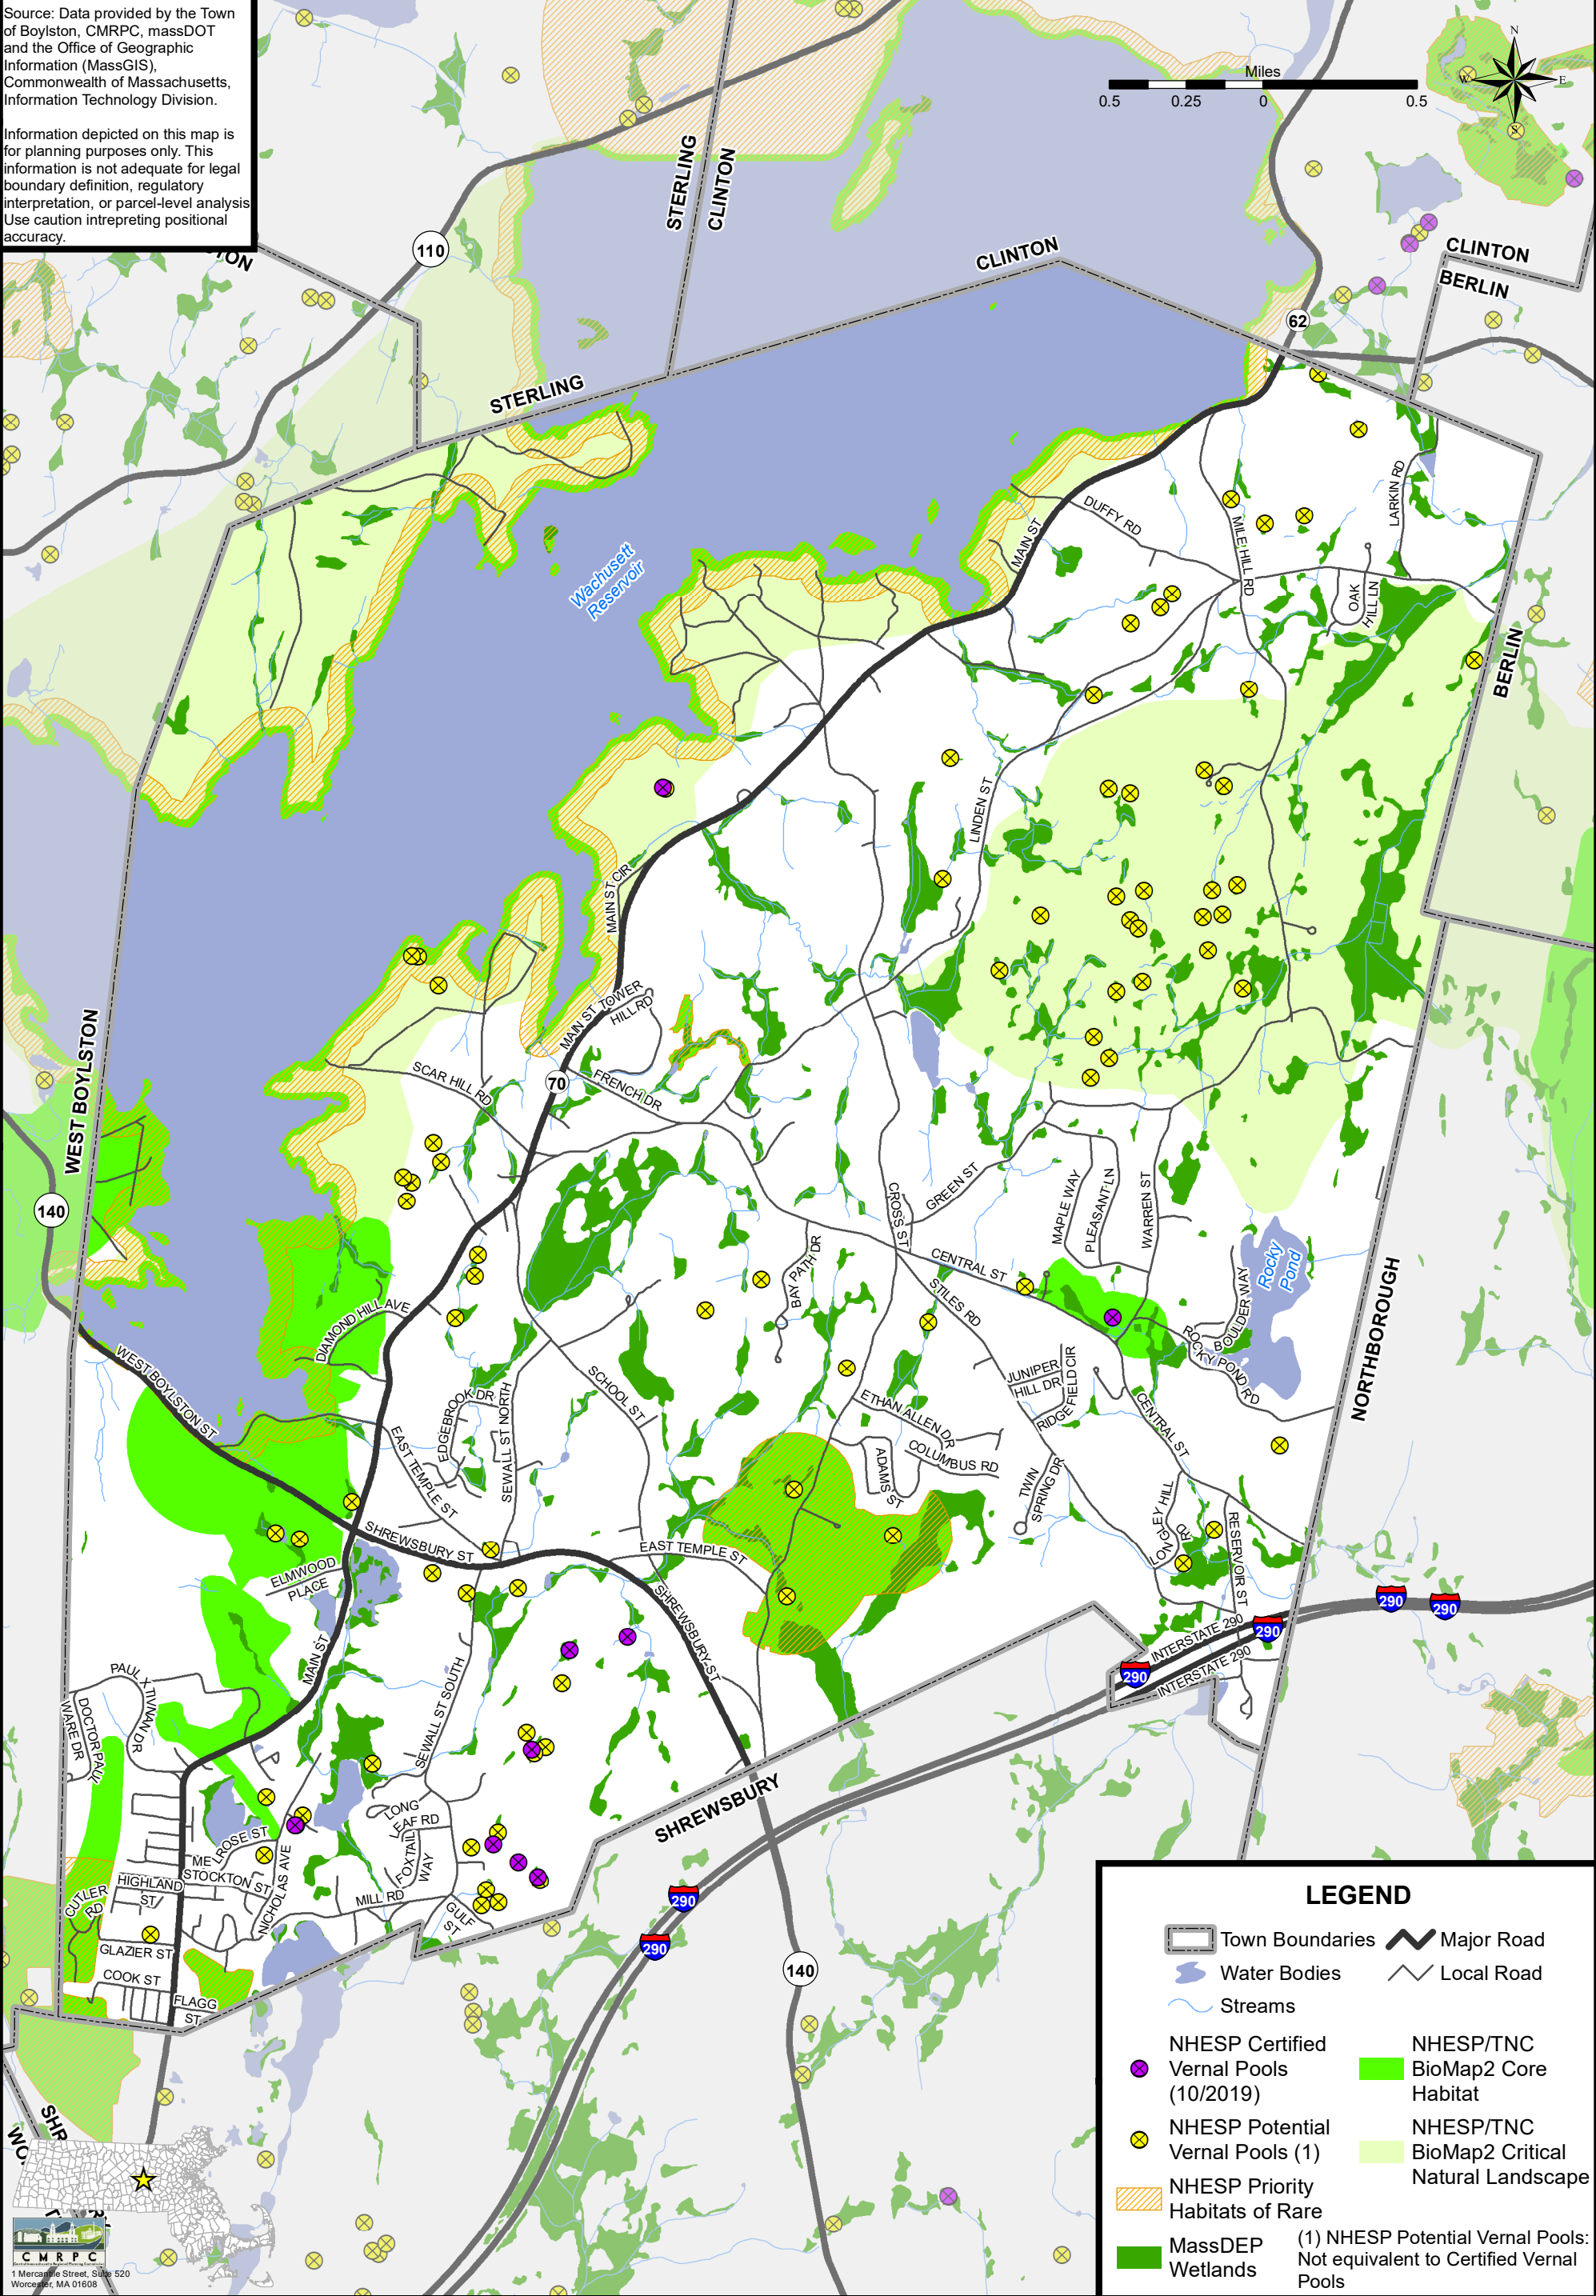 Source: Data provided by the Town
of Boylston, CMRPC, massDOT
and the Office of Geographic
Information (MassGIS),
Commonwealth of Massachusetts,
Information Technology Division.
Information depicted on this map is
for planning purposes only. This
information is not adequate for legal
boundary definition, regulatory
interpretation, or parcel-level analysis
Use caution intrepreting positional
accuracy.
Miles
0.5 0.25 0 0.5
N
W
E
S
STERLING
CLINTON
110
CLINTON
CLINTON
BERLIN
62
STERLING
LARKIN RD
DUFFY RD
MAIN ST
MILE HILL RD
OAK
HILL LN
Wachusett
Reservoir
BERLIN
LINDEN ST
MAIN ST CIR
MAIN ST
TOWER
HILL RD
WEST BOYLSTON
SCAR HILL RD
70
FRENCH DR
140
GREEN ST
CROSS ST
MAPLE WAY
PLEASANT LN
WARREN ST
BAY PATH DR
CENTRAL ST
STILES RD
Rocky
Pond
BOULDER WAY
ROCKY POND RD
NORTHBOROUGH
DIAMOND HILL AVE
WEST BOYLSTON ST
SCHOOL ST
JUNIPER
HILL DR
RIDGEFIELD CIR
EDGEBROOK DR
SEWALL ST NORTH
EAST TEMPLE ST
ETHAN ALLEN DR
COLUMBUS RD
ADAMS ST
CENTRAL ST
TWIN
SPRING DR
LONGLEY HILL
RD
RESERVOIR ST
SHREWSBURY ST
EAST TEMPLE ST
ELMWOOD
PLACE
SHREWSBURY ST
INTERSTATE 290
INTERSTATE 290
290
290
290
290
MAIN ST
PAUL X TIVNAN DR
DOCTOR PAUL
WARE DR
SEWALL ST SOUTH
SHREWSBURY
LONG
LEAF RD
FOXTAIL
WAY
MELROSE ST
STOCKTON ST
HIGHLAND
ST
NICHOLAS AVE
MILL RD
GULF
ST
CUTLER
RD
GLAZIER ST
COOK ST
FLAGG
ST
290
290
140
LEGEND
Town Boundaries
Major Road
Water Bodies
Local Road
Streams
NHESP Certified
Vernal Pools
(10/2019)
NHESP/TNC
BioMap2 Core
Habitat
NHESP Potential
Vernal Pools (1)
NHESP/TNC
BioMap2 Critical
Natural Landscape
NHESP Priority
Habitats of Rare
MassDEP
Wetlands
(1) NHESP Potential Vernal Pools:
Not equivalent to Certified Vernal
Pools
CMRPC
1 Mercantile Street, Suite 520
Worcester, MA 01608